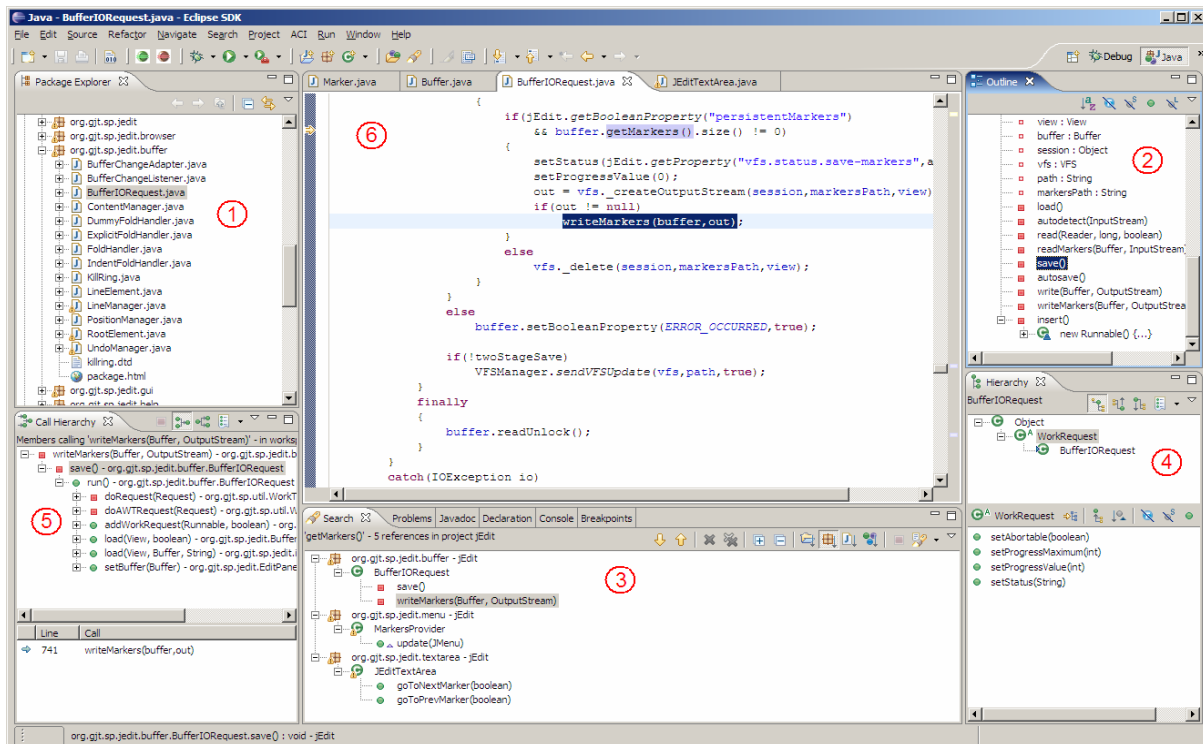 Java - BufferIORequest.java - Eclipse SDK
File Edit Source Refactor Navigate Search Project ACI Run Window Help
Debug Java
Package Explorer
org.gjt.sp.jedit
org.gjt.sp.jedit.browser
org.gjt.sp.jedit.buffer
BufferChangeAdapter.java
BufferChangeListener.java
BufferIORequest.java
ContentManager.java
DummyFoldHandler.java
ExplicitFoldHandler.java
FoldHandler.java
IndentFoldHandler.java
KillRing.java
LineElement.java
LineManager.java
PositionManager.java
RootElement.java
UndoManager.java
killring.dtd
package.html
org.gjt.sp.jedit.gui
org.gjt.sp.jedit.help
1
Marker.java Buffer.java BufferIORequest.java JEditTextArea.java
6
{
if(jEdit.getBooleanProperty("persistentMarkers")
&& buffer.getMarkers().size() != 0)
{
setStatus(jEdit.getProperty("vfs.status.save-markers",a
setProgressValue(0);
out = vfs._createOutputStream(session,markersPath,view)
if(out != null)
writeMarkers(buffer,out);
}
else
vfs._delete(session,markersPath,view);
}
}
else
buffer.setBooleanProperty(ERROR_OCCURRED,true);
if(!twoStageSave)
VFSManager.sendVFSUpdate(vfs,path,true);
}
finally
{
buffer.readUnlock();
}
}
catch(IOException io)
Outline
view : View
buffer : Buffer
session : Object
vfs : VFS
path : String
markersPath : String
load()
autodetect(InputStream)
read(Reader, long, boolean)
readMarkers(Buffer, InputStream)
save()
autosave()
write(Buffer, OutputStream)
writeMarkers(Buffer, OutputStrea
insert()
new Runnable() {...}
2
Call Hierarchy
Members calling 'writeMarkers(Buffer, OutputStream)' - in works
writeMarkers(Buffer, OutputStream) - org.gjt.sp.jedit.b
save() - org.gjt.sp.jedit.buffer.BufferIORequest
run() - org.gjt.sp.jedit.buffer.BufferIORequest
doRequest(Request) - org.gjt.sp.util.WorkT
doAWTRequest(Request) - org.gjt.sp.util.W
addWorkRequest(Runnable, boolean) - org.
load(View, boolean) - org.gjt.sp.jedit.Buffer
load(View, Buffer, String) - org.gjt.sp.jedit.i
setBuffer(Buffer) - org.gjt.sp.jedit.EditPane
5
Line Call
741 writeMarkers(buffer,out)
Search Problems Javadoc Declaration Console Breakpoints
'getMarkers()' - 5 references in project jEdit
org.gjt.sp.jedit.buffer - jEdit
BufferIORequest
save()
writeMarkers(Buffer, OutputStream)
org.gjt.sp.jedit.menu - jEdit
MarkersProvider
update(JMenu)
org.gjt.sp.jedit.textarea - jEdit
JEditTextArea
goToNextMarker(boolean)
goToPrevMarker(boolean)
3
Hierarchy
BufferIORequest
Object
WorkRequest
BufferIORequest
4
WorkRequest
setAbortable(boolean)
setProgressMaximum(int)
setProgressValue(int)
setStatus(String)
org.gjt.sp.jedit.buffer.BufferIORequest.save() : void - jEdit